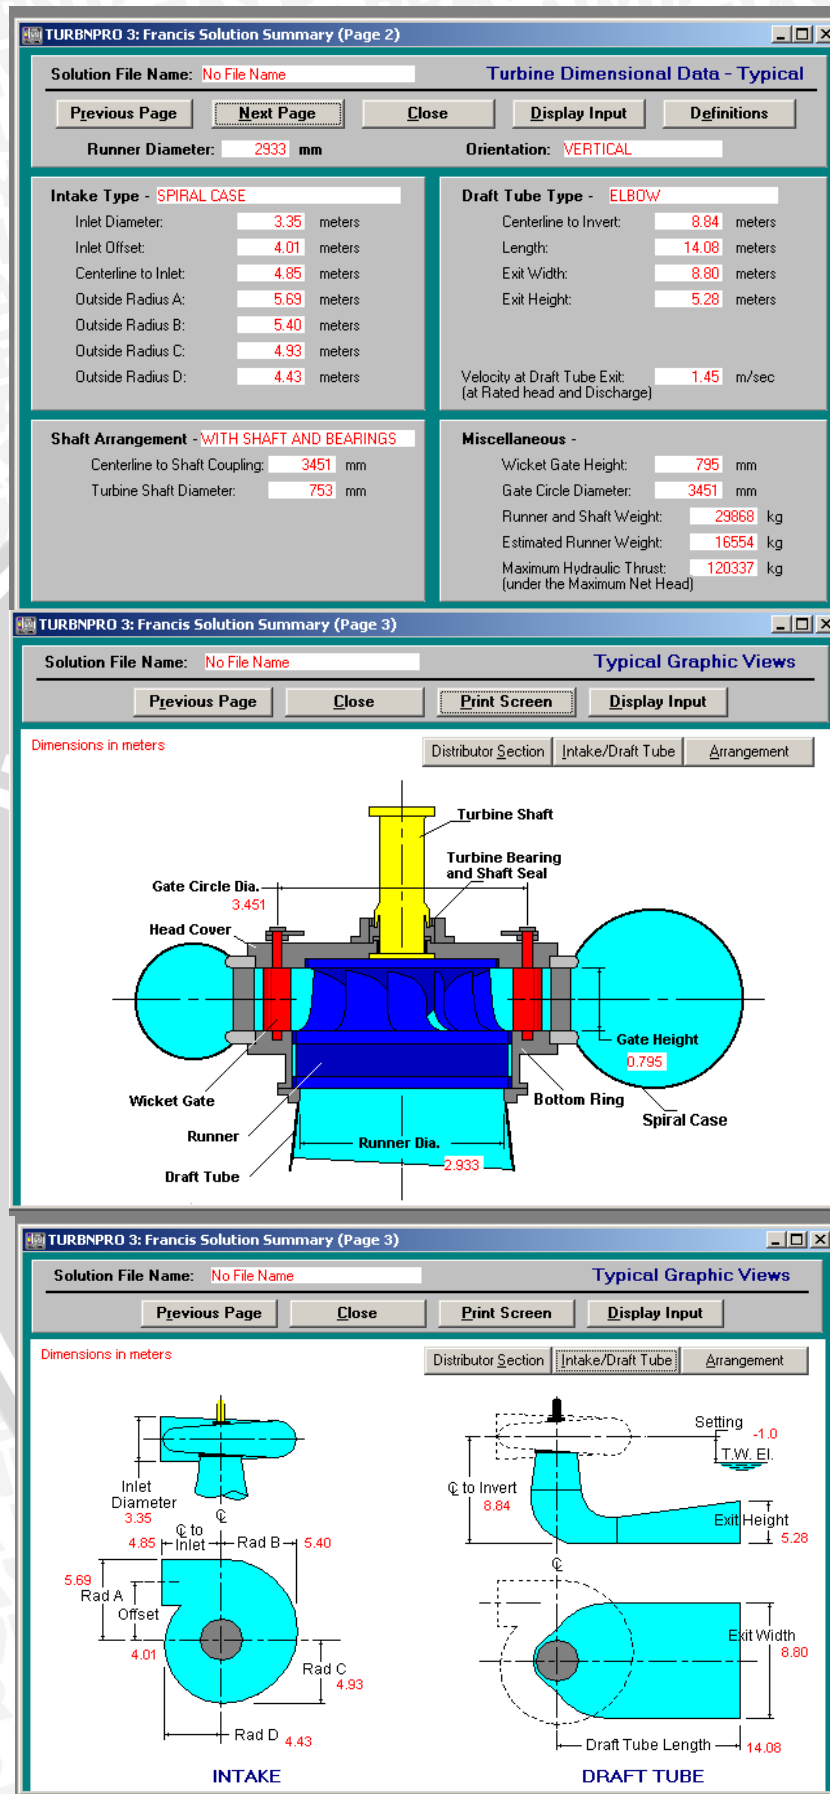 TURBNPRO 3: Francis Solution Summary (Page 2)
Solution File Name: No File Name Turbine Dimensional Data - Typical
Previous Page Next Page Close Display Input Definitions
Runner Diameter: 2933 mm Orientation: VERTICAL
Intake Type - SPIRAL CASE
Inlet Diameter: 3.35 meters
Inlet Offset: 4.01 meters
Centerline to Inlet: 4.85 meters
Outside Radius A: 5.69 meters
Outside Radius B: 5.40 meters
Outside Radius C: 4.93 meters
Outside Radius D: 4.43 meters
Draft Tube Type - ELBOW
Centerline to Invert: 8.84 meters
Length: 14.08 meters
Exit Width: 8.80 meters
Exit Height: 5.28 meters
Velocity at Draft Tube Exit: 1.45 m/sec
(at Rated head and Discharge)
Shaft Arrangement - WITH SHAFT AND BEARINGS
Centerline to Shaft Coupling: 3451 mm
Turbine Shaft Diameter: 753 mm
Miscellaneous -
Wicket Gate Height: 795 mm
Gate Circle Diameter: 3451 mm
Runner and Shaft Weight: 29868 kg
Estimated Runner Weight: 16554 kg
Maximum Hydraulic Thrust: 120337 kg
(under the Maximum Net Head)
TURBNPRO 3: Francis Solution Summary (Page 3)
Solution File Name: No File Name Typical Graphic Views
Previous Page Close Print Screen Display Input
Dimensions in meters
Distributor Section Intake/Draft Tube Arrangement
Turbine Shaft
Turbine Bearing
and Shaft Seal
Gate Circle Dia.
3.451
Head Cover
Gate Height
0.795
Wicket Gate
Bottom Ring
Spiral Case
Runner
Runner Dia.
2.933
Draft Tube
TURBNPRO 3: Francis Solution Summary (Page 3)
Solution File Name: No File Name Typical Graphic Views
Previous Page Close Print Screen Display Input
Dimensions in meters
Distributor Section Intake/Draft Tube Arrangement
Inlet
Diameter
3.35
℄
℄ to
Inlet
4.85
Rad B
5.40
5.69
Rad A
Offset
4.01
Rad C
4.93
Rad D
4.43
INTAKE
Setting
-1.0
T.W. El.
℄ to Invert
8.84
Exit Height
5.28
℄
Exit Width
8.80
Draft Tube Length
14.08
DRAFT TUBE